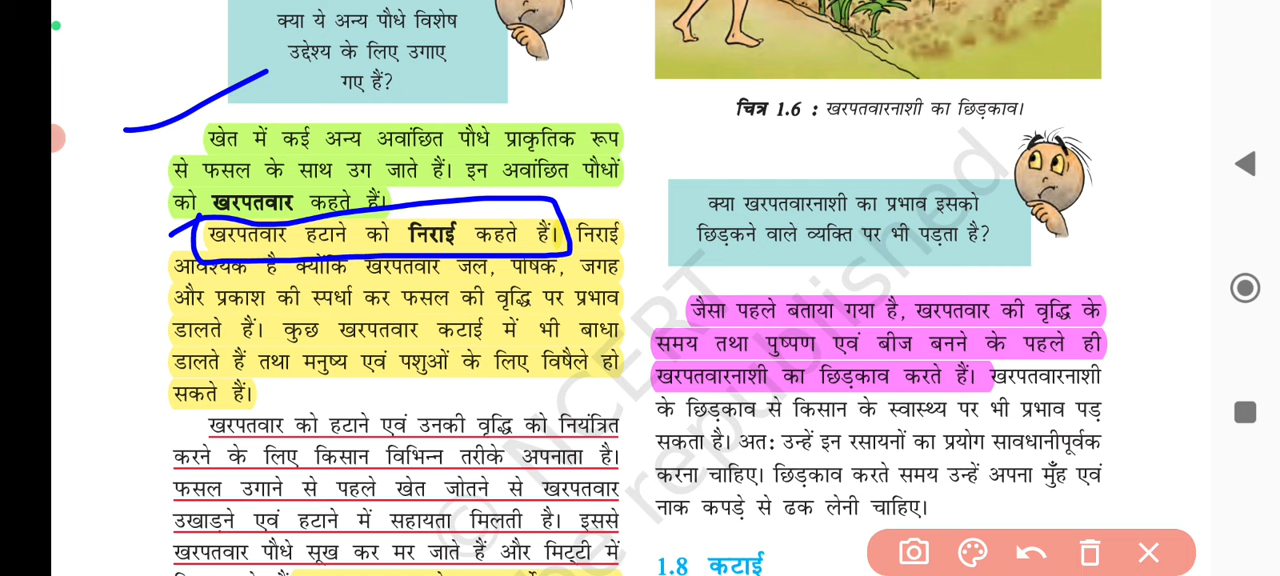 क्या ये अन्य पौधे विशेष
उद्देश्य के लिए उगाए
गए हैं?
खेत में कई अन्य अवांछित पौधे प्राकृतिक रूप
से फसल के साथ उग जाते हैं। इन अवांछित पौधों
को खरपतवार कहते हैं।
खरपतवार हटाने को निराई कहते हैं। निराई
आवश्यक है क्योंकि खरपतवार जल, पोषक, जगह
और प्रकाश की स्पर्धा कर फसल की वृद्धि पर प्रभाव
डालते हैं। कुछ खरपतवार कटाई में भी बाधा
डालते हैं तथा मनुष्य एवं पशुओं के लिए विषैले हो
सकते हैं।
खरपतवार को हटाने एवं उनकी वृद्धि को नियंत्रित
करने के लिए किसान विभिन्न तरीके अपनाता है।
फसल उगाने से पहले खेत जोतने से खरपतवार
उखाड़ने एवं हटाने में सहायता मिलती है। इससे
खरपतवार पौधे सूख कर मर जाते हैं और मिट्टी में
चित्र 1.6 : खरपतवारनाशी का छिड़काव।
क्या खरपतवारनाशी का प्रभाव इसको
छिड़कने वाले व्यक्ति पर भी पड़ता है?
जैसा पहले बताया गया है, खरपतवार की वृद्धि के
समय तथा पुष्पण एवं बीज बनने के पहले ही
खरपतवारनाशी का छिड़काव करते हैं। खरपतवारनाशी
के छिड़काव से किसान के स्वास्थ्य पर भी प्रभाव पड़
सकता है। अत: उन्हें इन रसायनों का प्रयोग सावधानीपूर्वक
करना चाहिए। छिड़काव करते समय उन्हें अपना मुँह एवं
नाक कपड़े से ढक लेनी चाहिए।
1.8 कटाई
© NCERT
republished